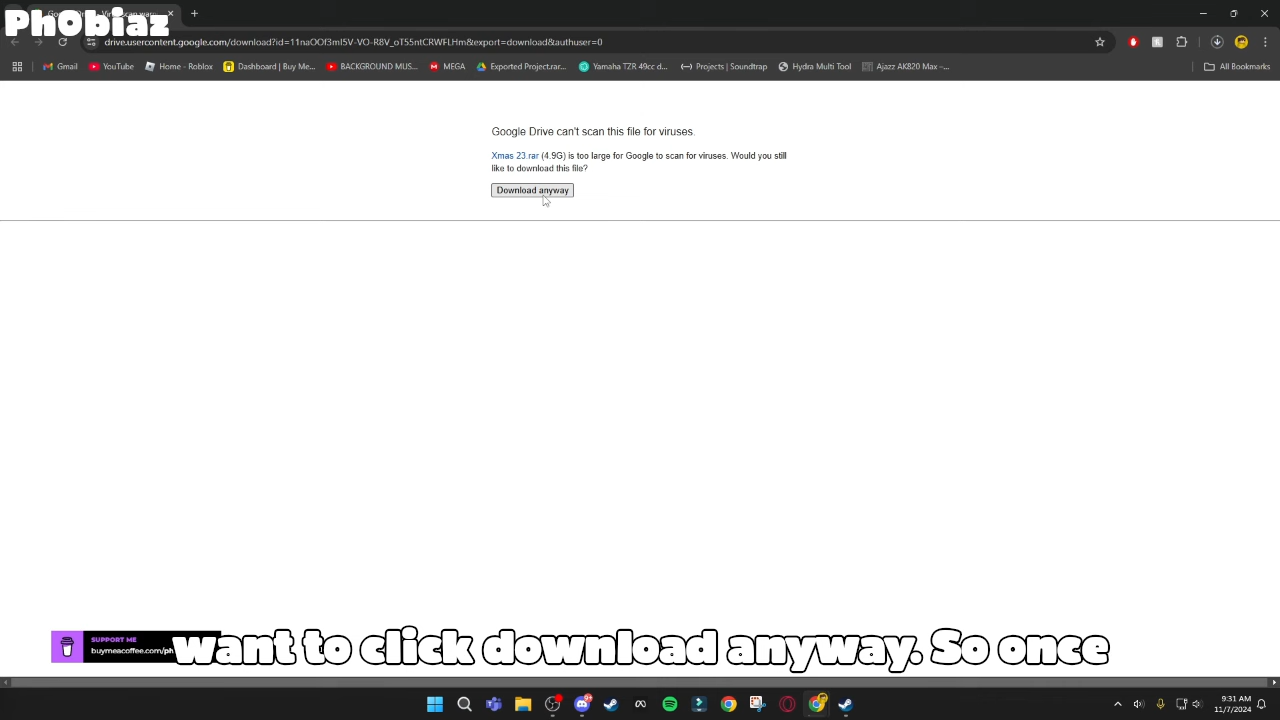 PhObiaz
drive.usercontent.google.com/download?id=11naOOf3mI5V-VO-R8V_oT55ntCRWFLHm&export=download&authuser=0
Gmail
YouTube
Home - Roblox
Dashboard | Buy Me...
BACKGROUND MUS...
MEGA
Exported Project.rar...
Yamaha TZR 49cc d...
Projects | Soundtrap
Hydra Multi Tool
Ajazz AK820 Max –...
All Bookmarks
Google Drive can't scan this file for viruses.
Xmas 23.rar (4.9G) is too large for Google to scan for viruses. Would you still
like to download this file?
Download anyway
SUPPORT ME
buymeacoffee.com/ph
want to click download anyway. So once
9:31 AM
11/7/2024